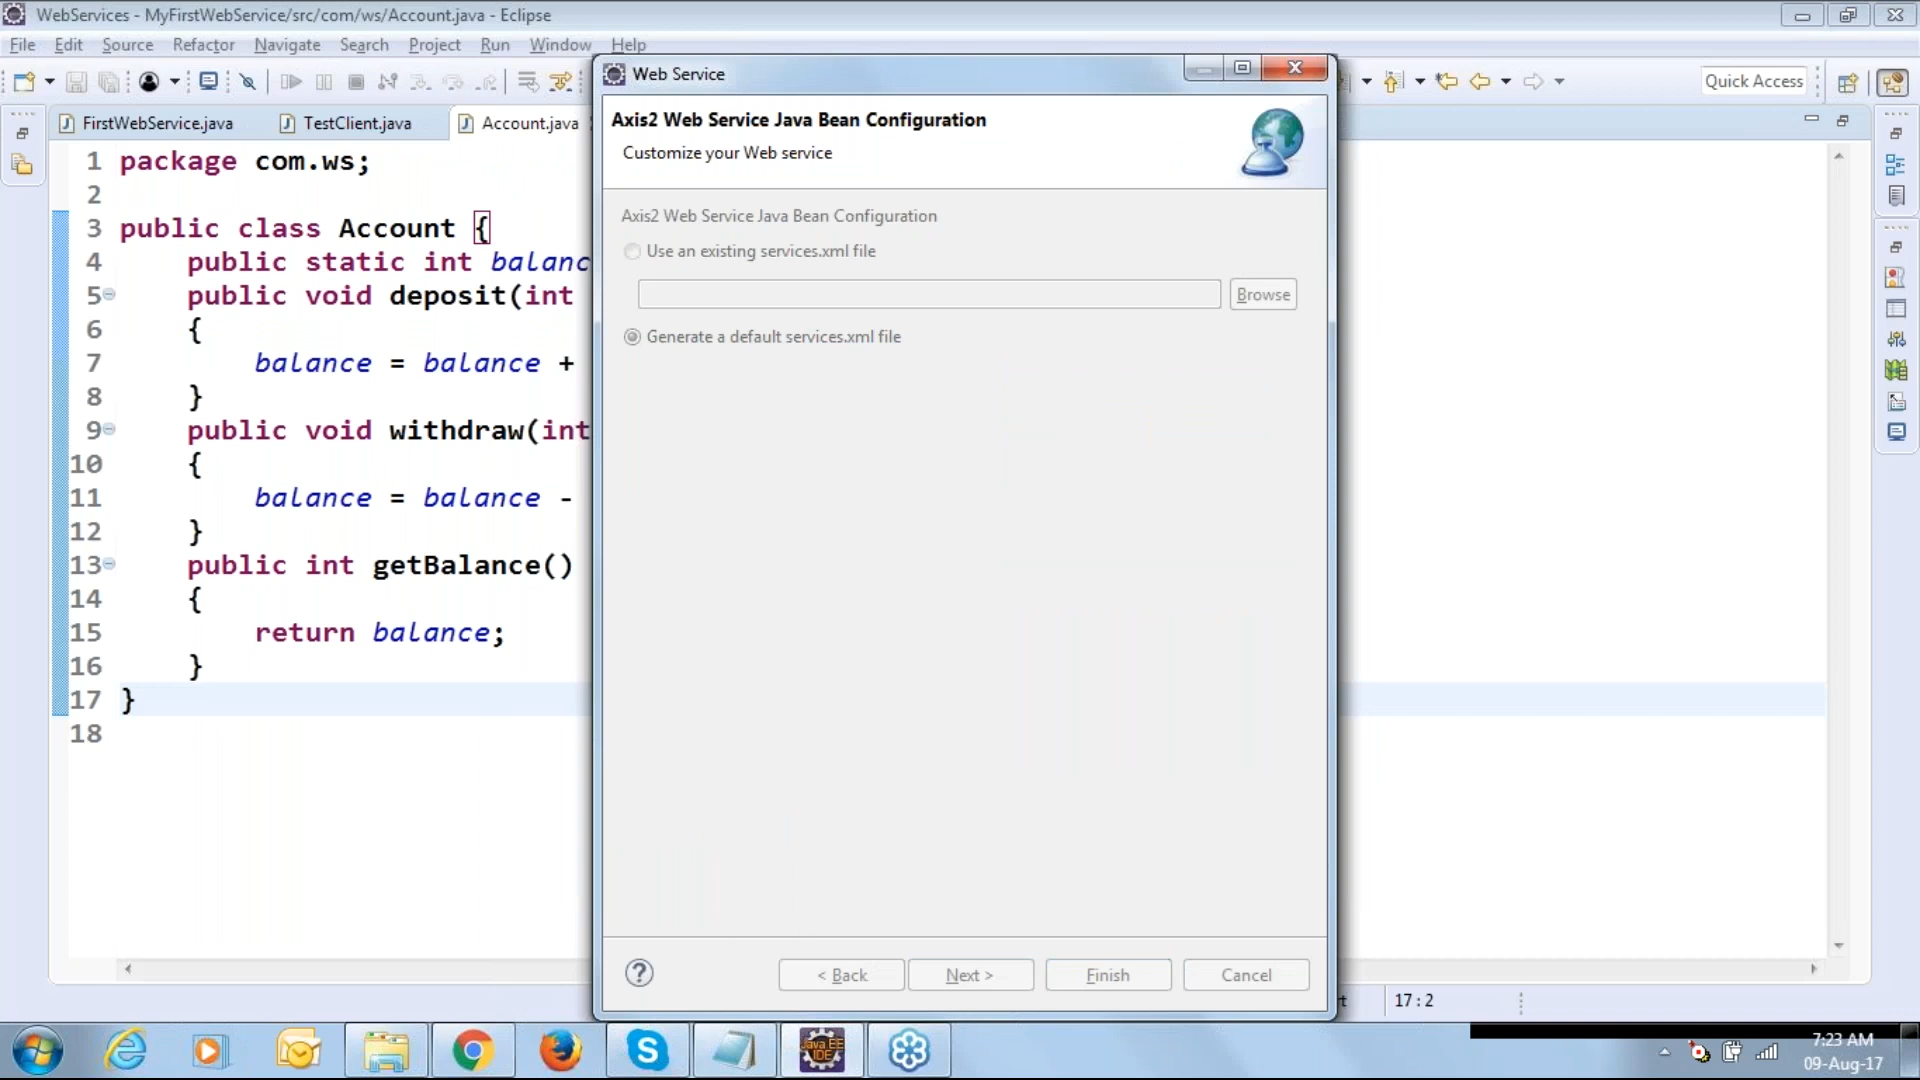 WebServices - MyFirstWebService/src/com/ws/Account.java - Eclipse
File Edit Source Refactor Navigate Search Project Run Window Help
Quick Access
FirstWebService.java TestClient.java Account.java
1 package com.ws;
2
3 public class Account {
4 public static int balanc
5 public void deposit(int
6 {
7 balance = balance +
8 }
9 public void withdraw(int
10 {
11 balance = balance -
12 }
13 public int getBalance()
14 {
15 return balance;
16 }
17 }
18
Web Service
Axis2 Web Service Java Bean Configuration
Customize your Web service
Axis2 Web Service Java Bean Configuration
Use an existing services.xml file
Browse
Generate a default services.xml file
? < Back Next > Finish Cancel
rt 17 : 2
Java EE
IDE
7:23 AM
09-Aug-17